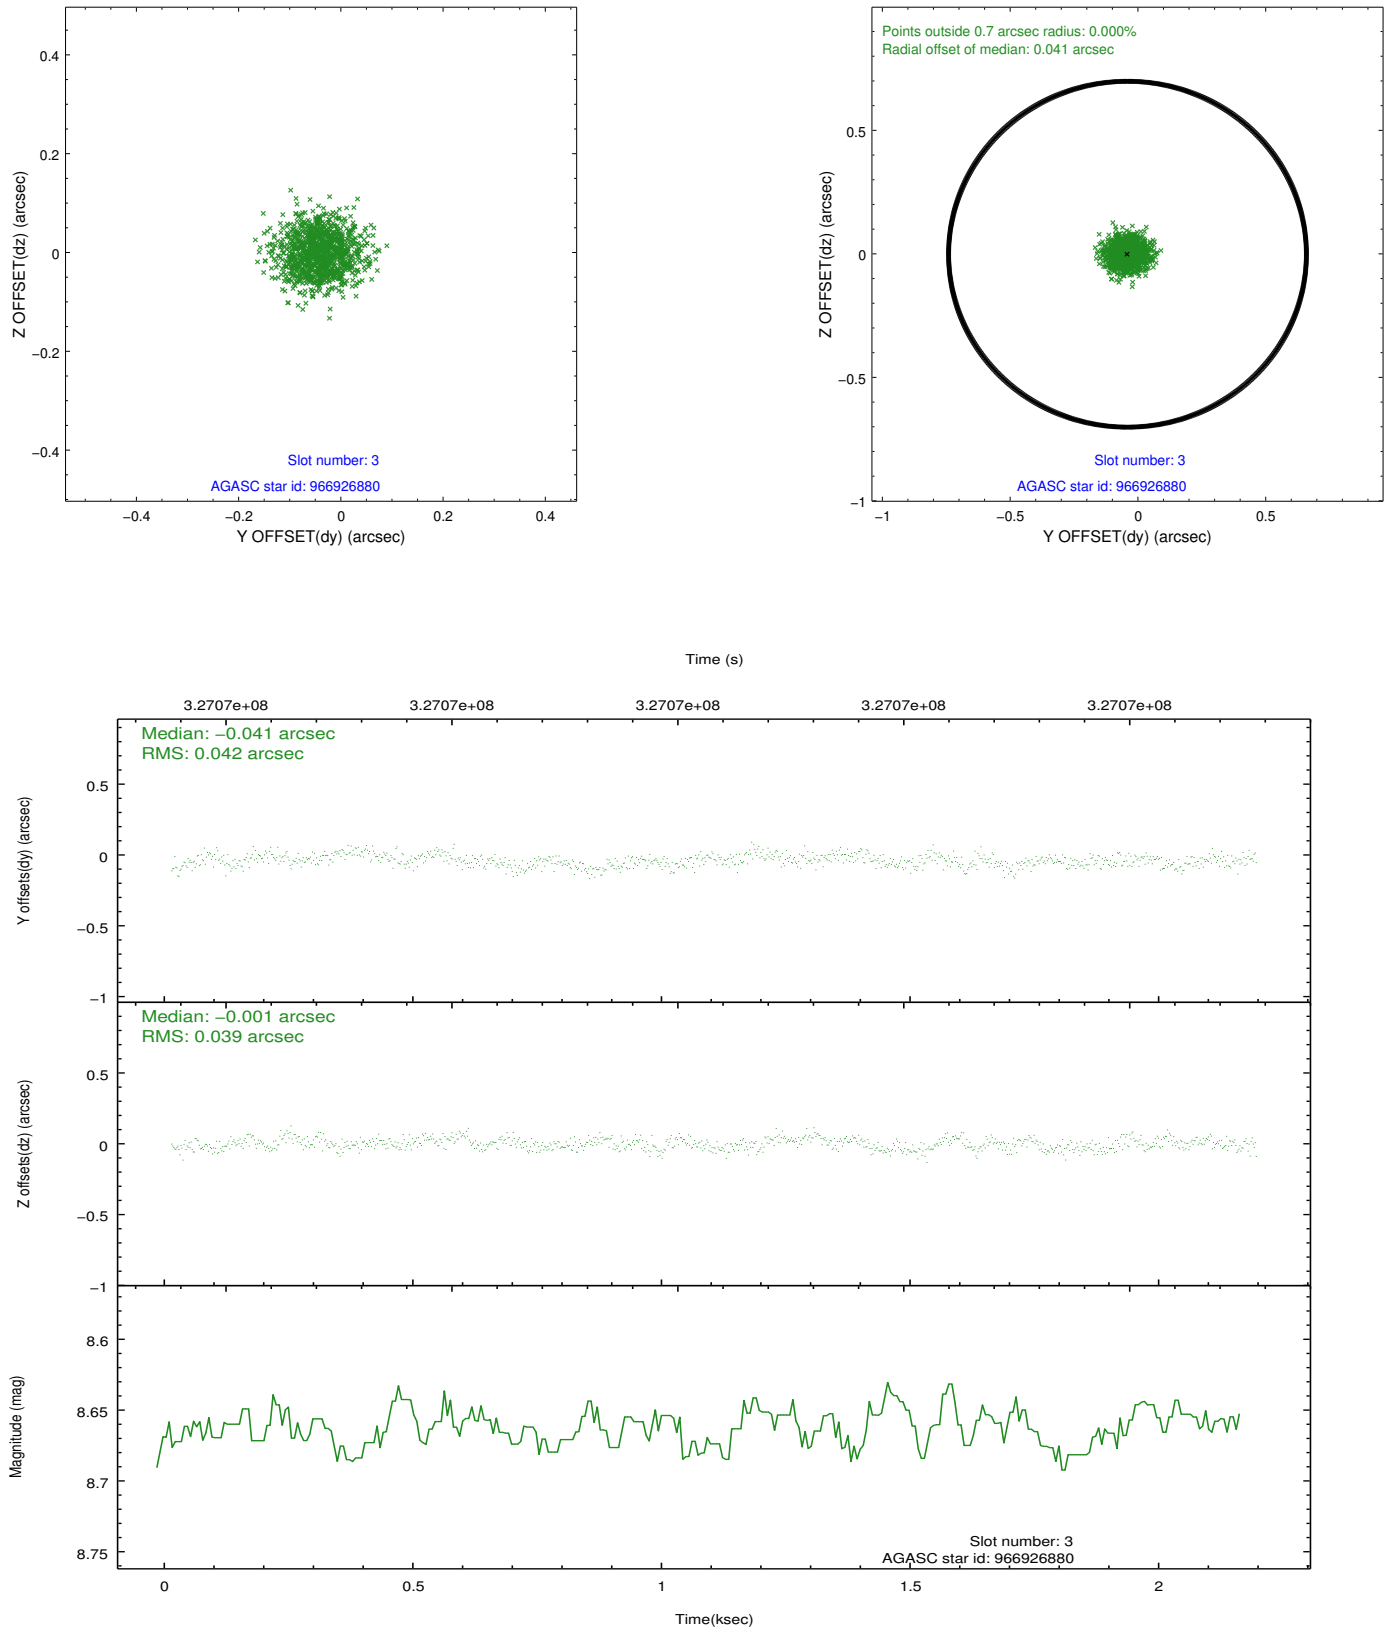 0.4
0.2
0
−0.2
−0.4
Z OFFSET(dz) (arcsec)
Slot number: 3
AGASC star id: 966926880
−0.4 −0.2 0 0.2 0.4
Y OFFSET(dy) (arcsec)
Points outside 0.7 arcsec radius: 0.000%
Radial offset of median: 0.041 arcsec
0.5
0
−0.5
−1
Z OFFSET(dz) (arcsec)
Slot number: 3
AGASC star id: 966926880
−1 −0.5 0 0.5
Y OFFSET(dy) (arcsec)
Time (s)
3.2707e+08 3.2707e+08 3.2707e+08 3.2707e+08 3.2707e+08
Median: −0.041 arcsec
RMS: 0.042 arcsec
0.5
0
−0.5
−1
Y offsets(dy) (arcsec)
Median: −0.001 arcsec
RMS: 0.039 arcsec
0.5
0
−0.5
−1
Z offsets(dz) (arcsec)
8.6
8.65
8.7
8.75
Magnitude (mag)
Slot number: 3
AGASC star id: 966926880
0 0.5 1 1.5 2
Time(ksec)